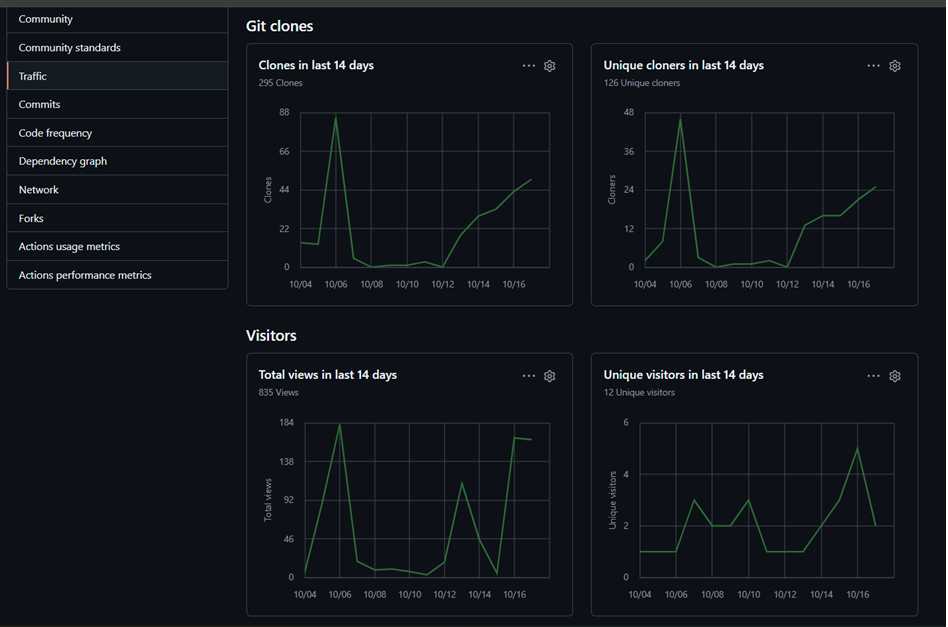 Community
Community standards
Traffic
Commits
Code frequency
Dependency graph
Network
Forks
Actions usage metrics
Actions performance metrics
Git clones
Clones in last 14 days
295 Clones
88
66
44
22
0
Clones
10/04 10/06 10/08 10/10 10/12 10/14 10/16
Unique cloners in last 14 days
126 Unique cloners
48
36
24
12
0
Cloners
10/04 10/06 10/08 10/10 10/12 10/14 10/16
Visitors
Total views in last 14 days
835 Views
184
138
92
46
0
Total views
10/04 10/06 10/08 10/10 10/12 10/14 10/16
Unique visitors in last 14 days
12 Unique visitors
6
4
2
0
Unique visitors
10/04 10/06 10/08 10/10 10/12 10/14 10/16